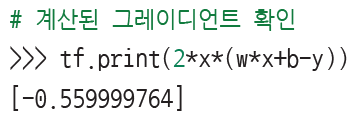 # 계산된 그레이디언트 확인
>>> tf.print(2*x*(w*x+b-y))
[-0.559999764]